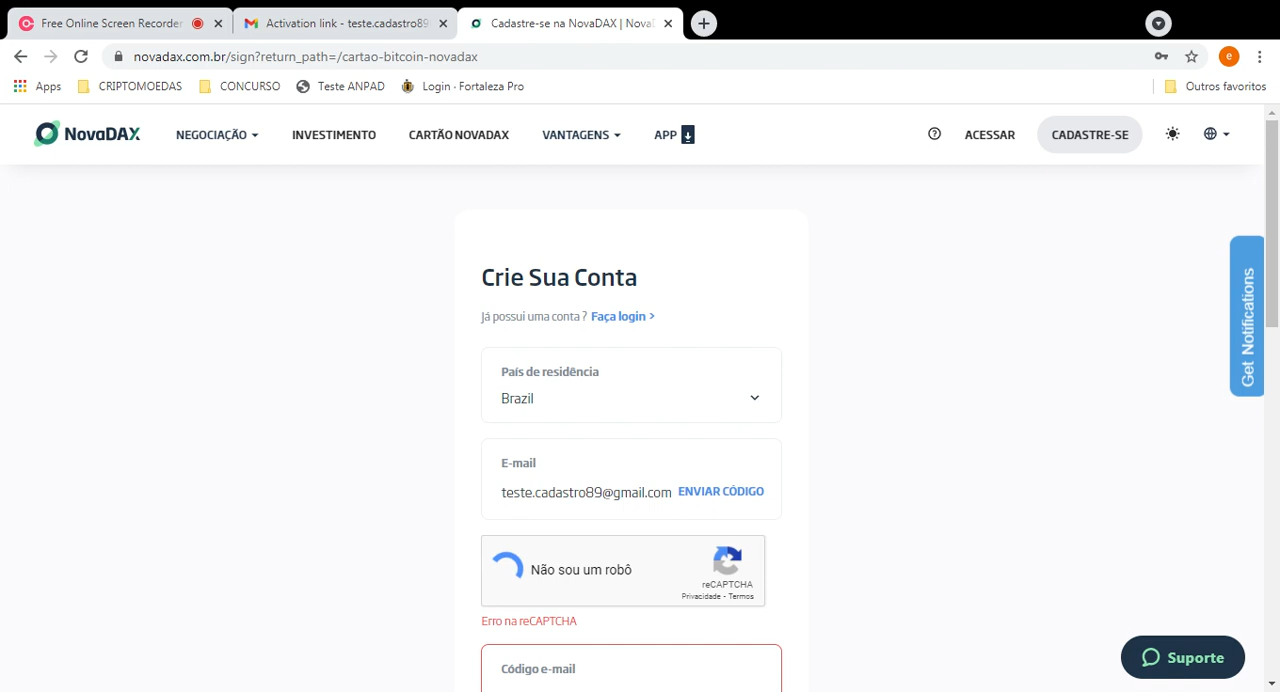 Free Online Screen Recorder
Activation link - teste.cadastro89
Cadastre-se na NovaDAX | Nova
novadax.com.br/sign?return_path=/cartao-bitcoin-novadax
e
Apps
CRIPTOMOEDAS
CONCURSO
Teste ANPAD
Login · Fortaleza Pro
Outros favoritos
NovaDAX
NEGOCIAÇÃO
INVESTIMENTO
CARTÃO NOVADAX
VANTAGENS
APP
ACESSAR
CADASTRE-SE
Get Notifications
Crie Sua Conta
Já possui uma conta ? Faça login >
País de residência
Brazil
E-mail
teste.cadastro89@gmail.com ENVIAR CÓDIGO
Não sou um robô
reCAPTCHA
Privacidade - Termos
Erro na reCAPTCHA
Código e-mail
Suporte